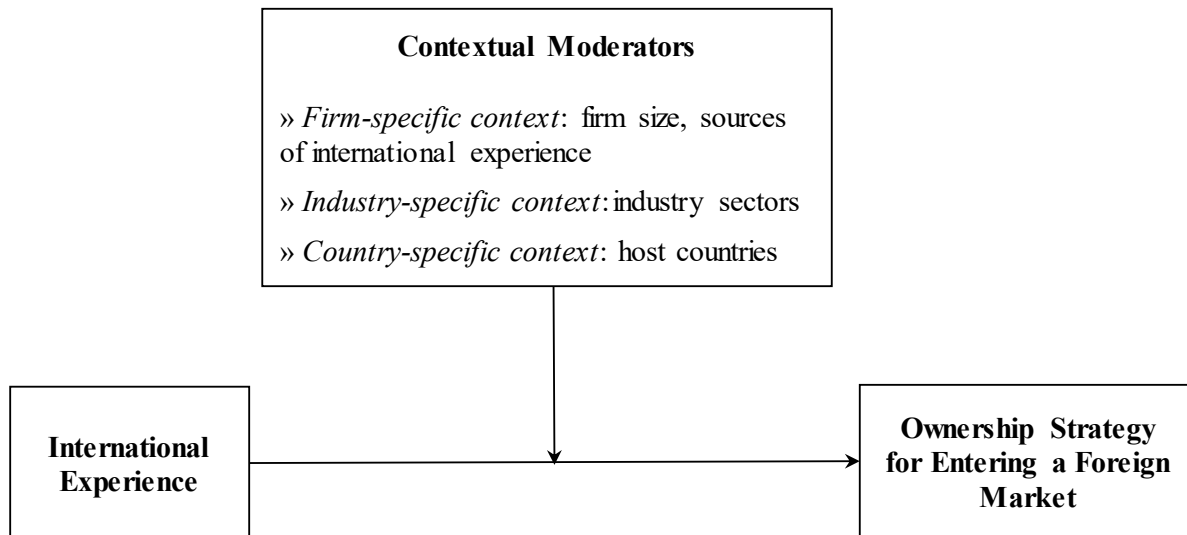 Contextual Moderators
» Firm-specific context: firm size, sources
of international experience
» Industry-specific context: industry sectors
» Country-specific context: host countries
International
Experience
Ownership Strategy
for Entering a Foreign
Market